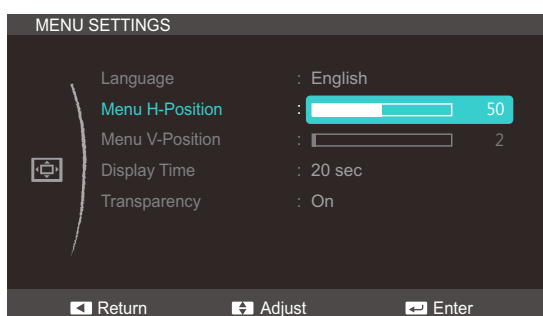 MENU SETTINGS
Language : English
Menu H-Position : 50
Menu V-Position : 2
Display Time : 20 sec
Transparency : On
Return Adjust Enter